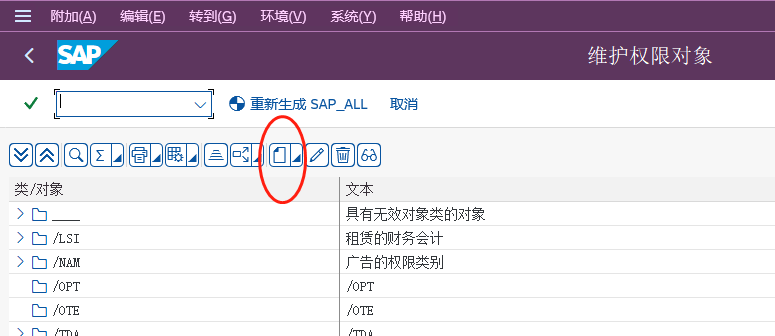 附加(A) 编辑(E) 转到(G) 环境(V) 系统(Y) 帮助(H)
SAP 维护权限对象
重新生成 SAP_ALL 取消
类/对象 文本
____ 具有无效对象类的对象
/LSI 租赁的财务会计
/NAM 广告的权限类别
/OPT /OPT
/OTE /OTE
/TDA /TDA